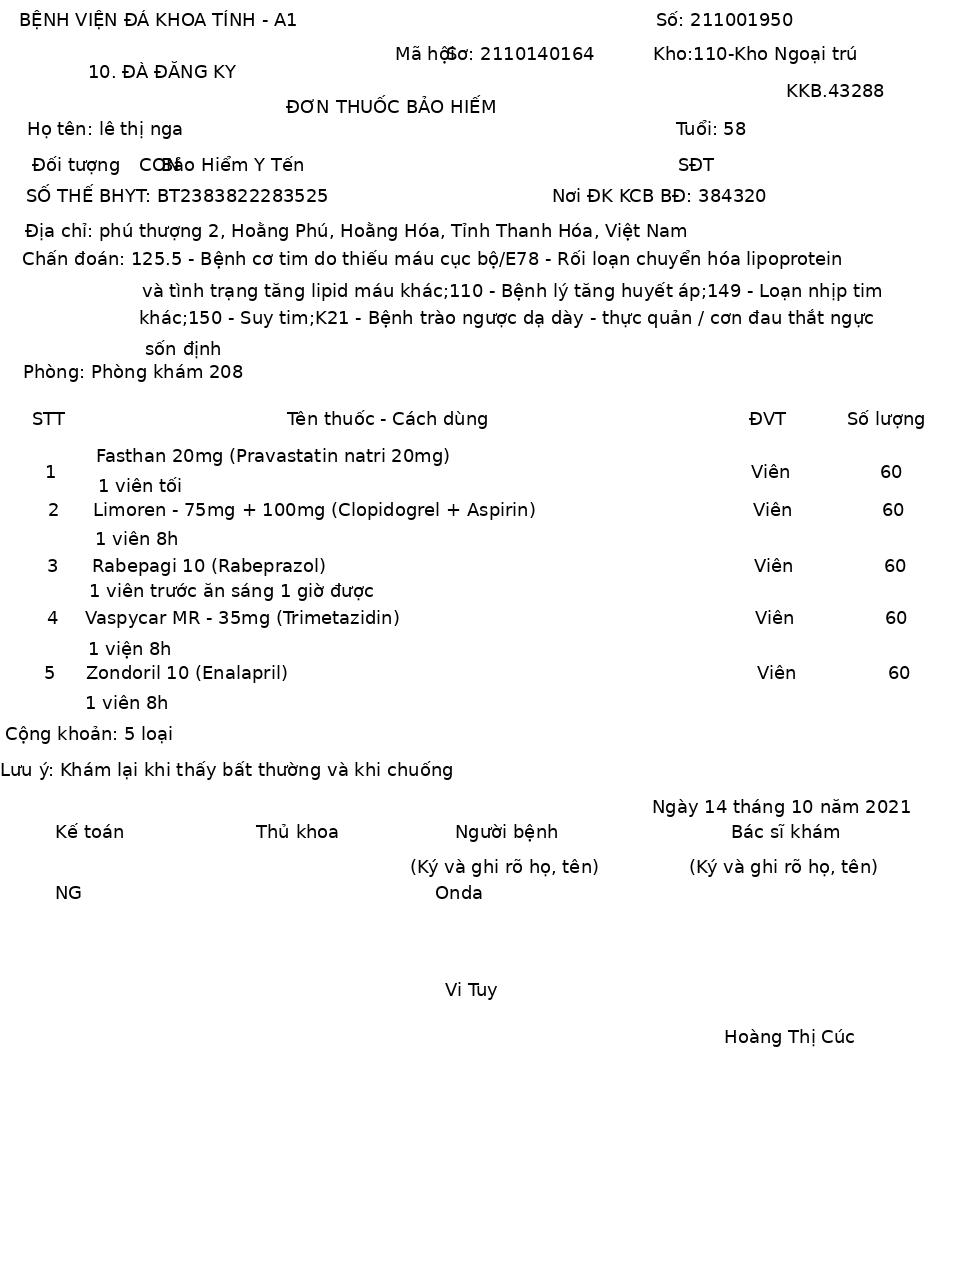 BỆNH VIỆN ĐÁ KHOA TÍNH - A1 Số: 211001950
Mã hội Sơ: 2110140164 Kho:110-Kho Ngoại trú
10. ĐÀ ĐĂNG KY
KKB.43288
ĐƠN THUỐC BẢO HIẾM
Họ tên: lê thị nga Tuổi: 58
Đối tượng CON Bảo Hiểm Y Tến SĐT
SỐ THẾ BHYT: BT2383822283525 Nơi ĐK KCB BĐ: 384320
Địa chỉ: phú thượng 2, Hoằng Phú, Hoằng Hóa, Tỉnh Thanh Hóa, Việt Nam
Chấn đoán: 125.5 - Bệnh cơ tim do thiếu máu cục bộ/E78 - Rối loạn chuyển hóa lipoprotein
và tình trạng tăng lipid máu khác;110 - Bệnh lý tăng huyết áp;149 - Loạn nhịp tim
khác;150 - Suy tim;K21 - Bệnh trào ngược dạ dày - thực quản / cơn đau thắt ngực
sốn định
Phòng: Phòng khám 208
STT Tên thuốc - Cách dùng ĐVT Số lượng
Fasthan 20mg (Pravastatin natri 20mg)
1 Viên 60
1 viên tối
2 Limoren - 75mg + 100mg (Clopidogrel + Aspirin) Viên 60
1 viên 8h
3 Rabepagi 10 (Rabeprazol) Viên 60
1 viên trước ăn sáng 1 giờ được
4 Vaspycar MR - 35mg (Trimetazidin) Viên 60
1 viện 8h
5 Zondoril 10 (Enalapril) Viên 60
1 viên 8h
Cộng khoản: 5 loại
Lưu ý: Khám lại khi thấy bất thường và khi chuống
Ngày 14 tháng 10 năm 2021
Kế toán Thủ khoa Người bệnh Bác sĩ khám
(Ký và ghi rõ họ, tên) (Ký và ghi rõ họ, tên)
NG Onda
Vi Tuy
Hoàng Thị Cúc